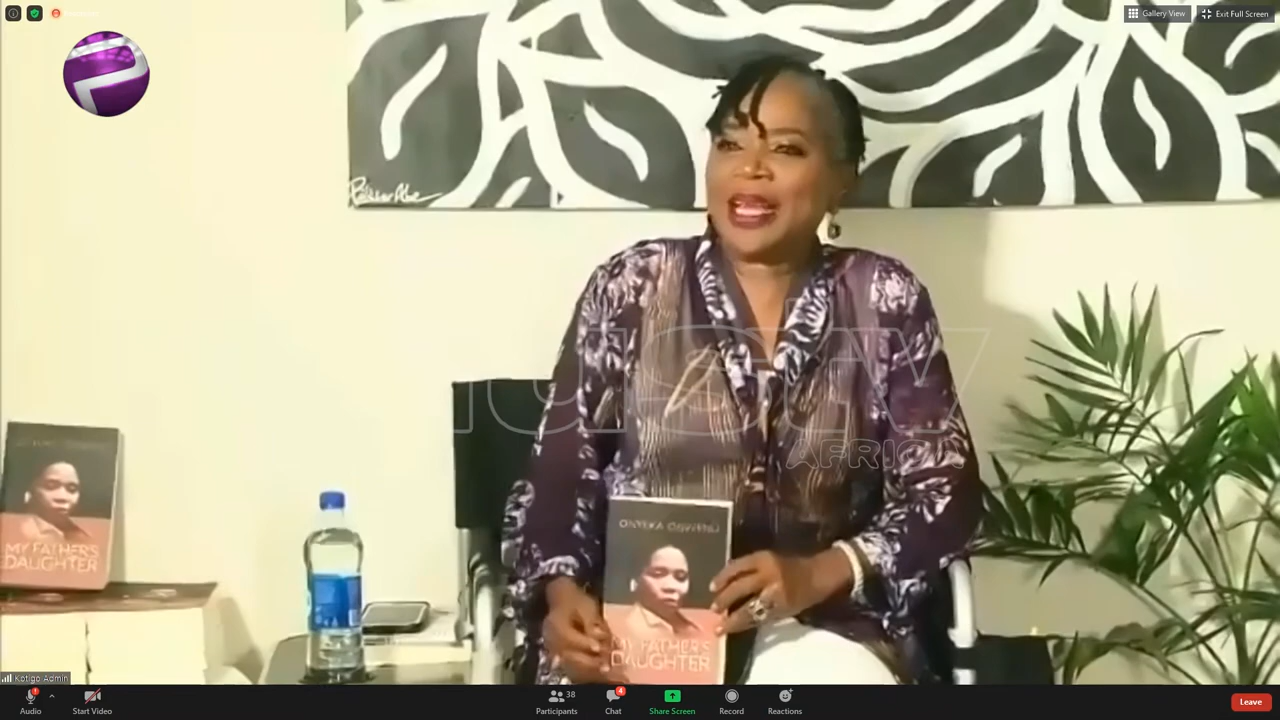 Gallery View
Exit Full Screen
AFRICA
MY FATHER'S
DAUGHTER
ONYEKA ONWENU
MY FATHER'S
DAUGHTER
Kotigo Admin
Audio
Start Video
Participants
38
Chat
4
Share Screen
Record
Reactions
Leave